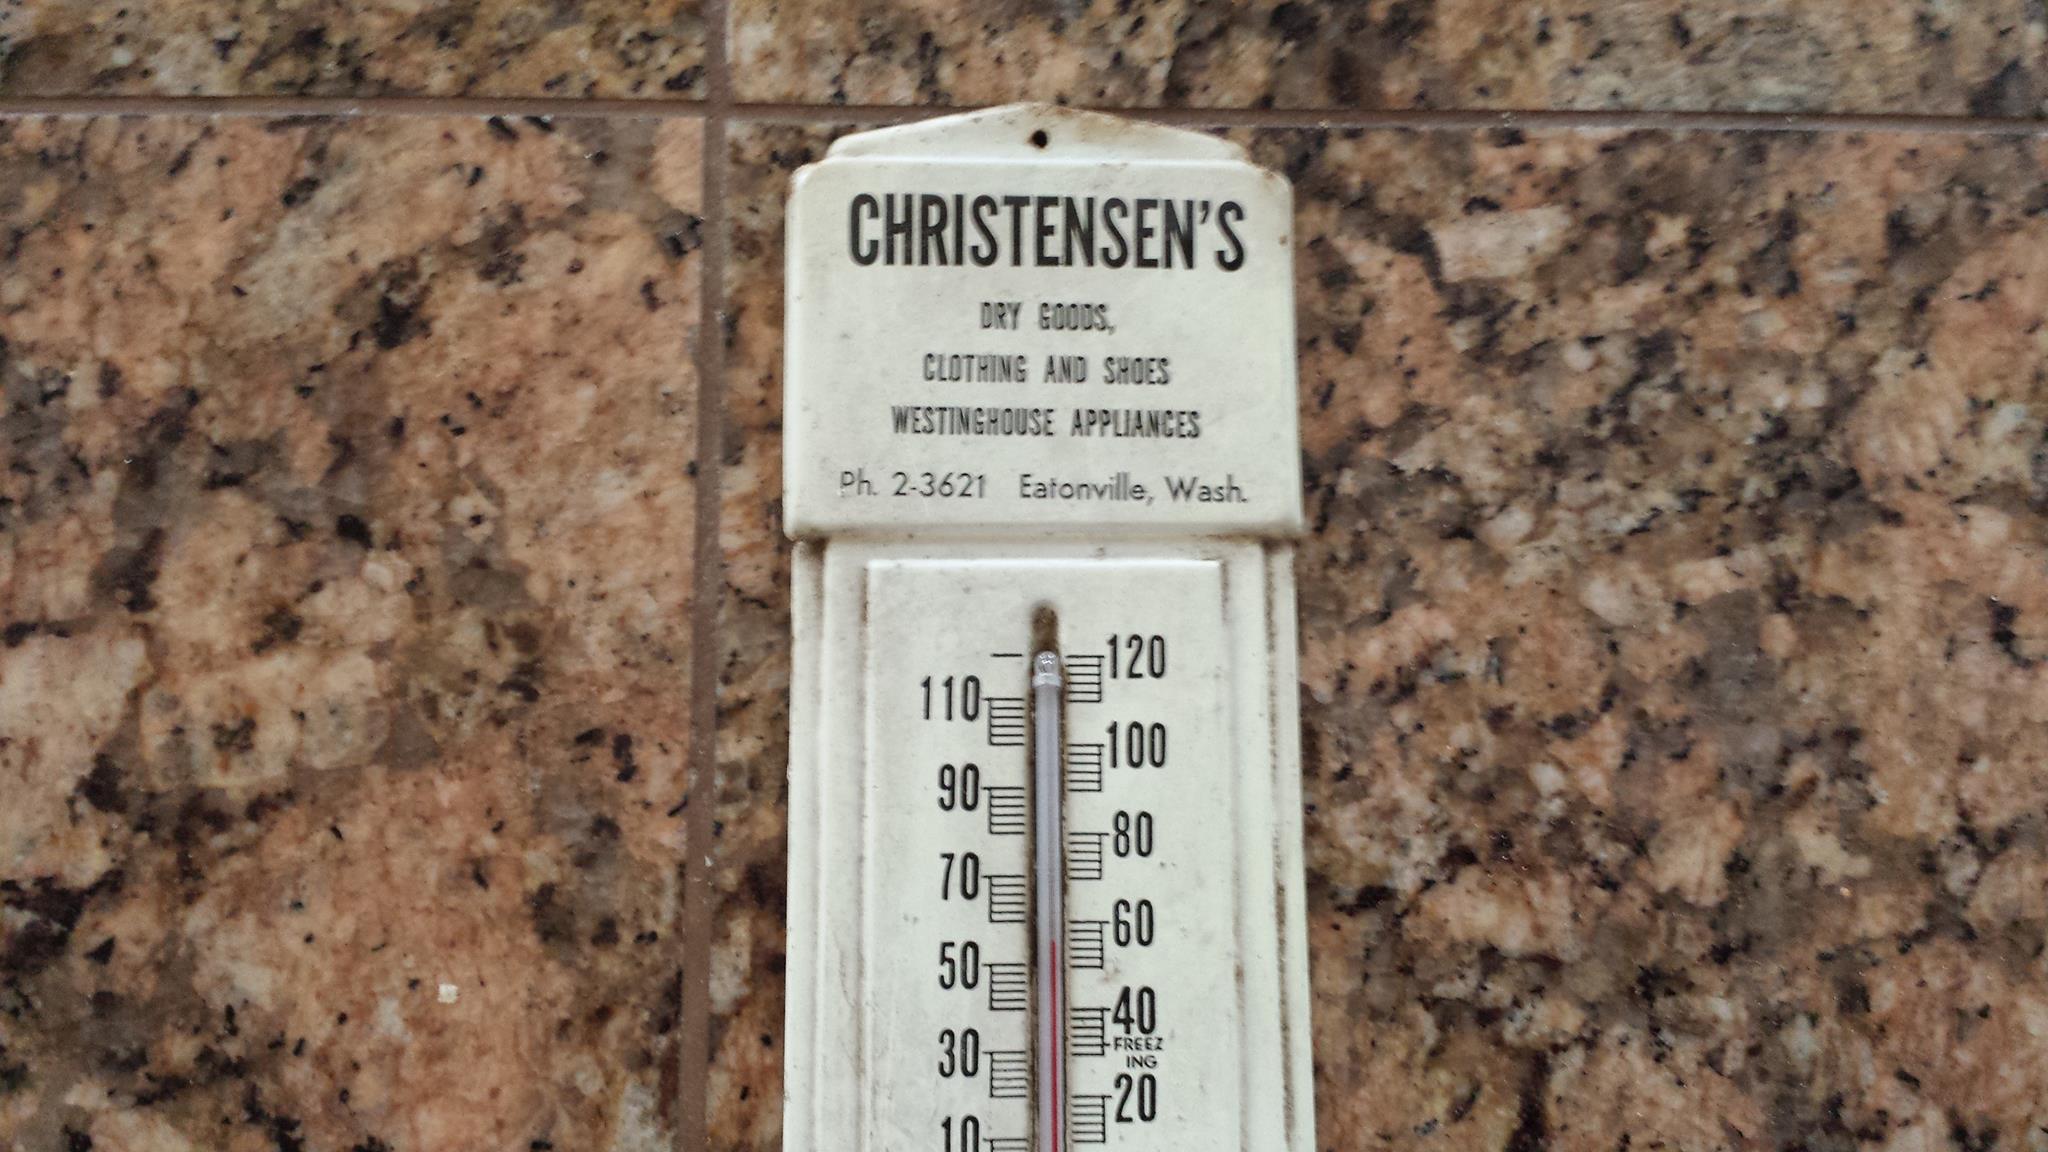 CHRISTENSEN'S
DRY GOODS,
CLOTHING AND SHOES
WESTINGHOUSE APPLIANCES
Ph. 2-3621 Eatonville, Wash.
120
110
100
90
80
70
60
50
40
FREEZ
ING
30
20
10